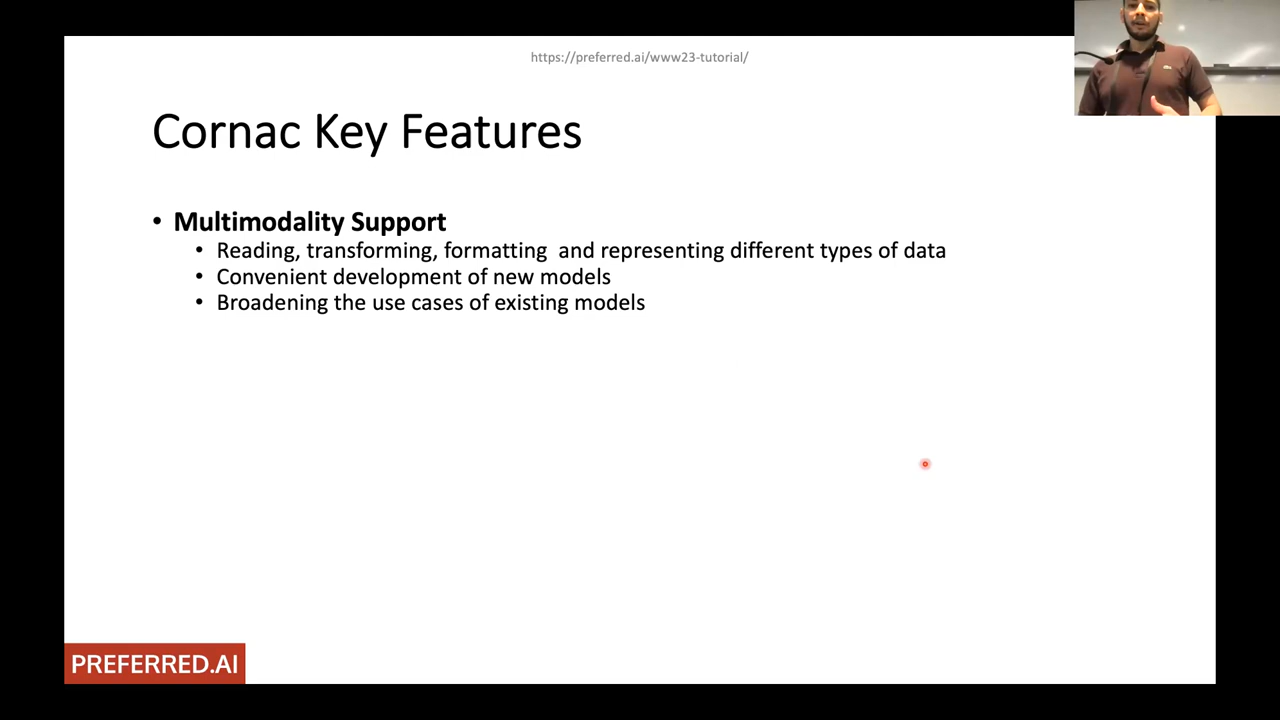 https://preferred.ai/www23-tutorial/
Cornac Key Features
• Multimodality Support
• Reading, transforming, formatting  and representing different types of data
• Convenient development of new models
• Broadening the use cases of existing models
PREFERRED.AI